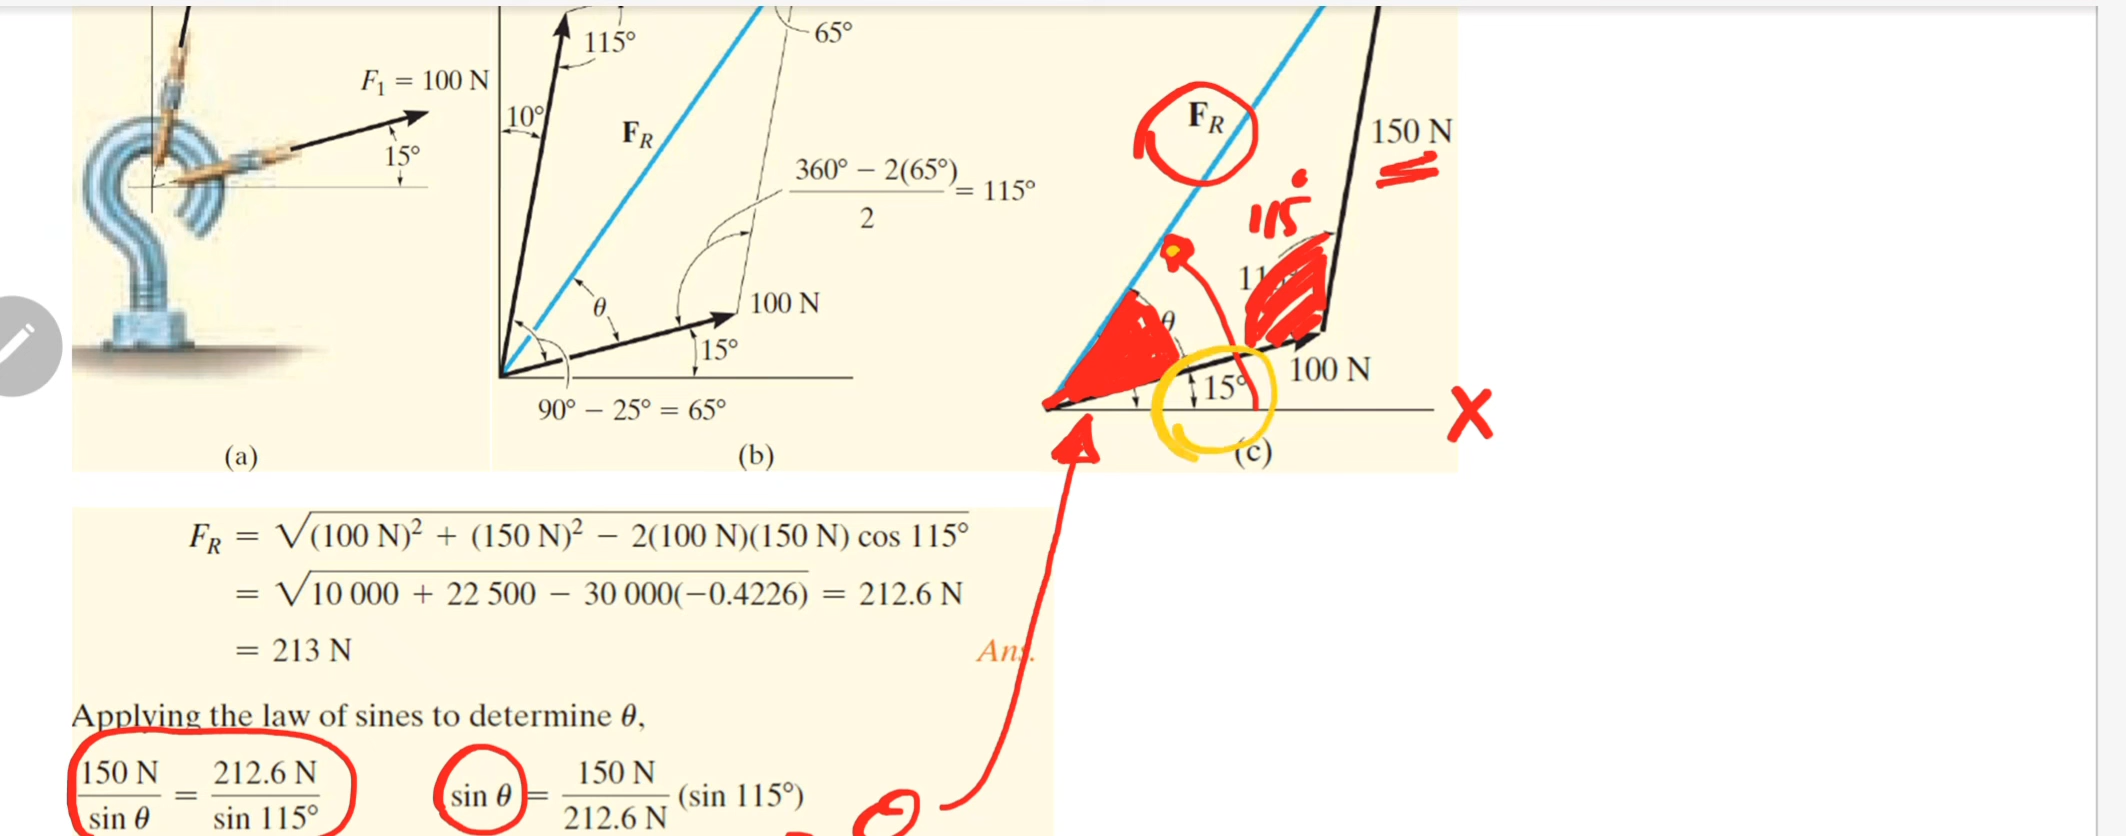 F₁ = 100 N
15°
(a)
115°
10°
F_R
65°
360° – 2(65°)
2
= 115°
θ
100 N
15°
90° – 25° = 65°
(b)
F_R
150 N
115
11
θ
15°
100 N
X
(c)
F_R = √(100 N)² + (150 N)² – 2(100 N)(150 N) cos 115°
= √10 000 + 22 500 – 30 000(–0.4226) = 212.6 N
= 213 N
Ans.
Applying the law of sines to determine θ,
150 N / sin θ = 212.6 N / sin 115°
sin θ = 150 N / 212.6 N (sin 115°)
θ